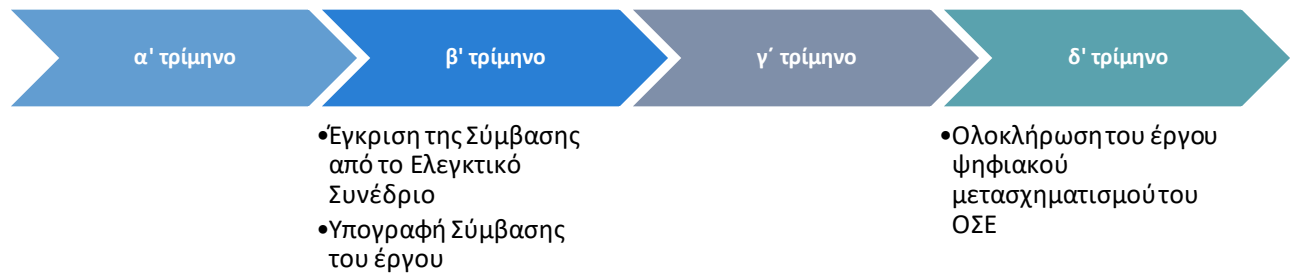 α' τρίμηνο
β' τρίμηνο
γ΄ τρίμηνο
δ' τρίμηνο
•Έγκριση της Σύμβασης
από το Ελεγκτικό
Συνέδριο
•Υπογραφή Σύμβασης
του έργου
•Ολοκλήρωση του έργου
ψηφιακού
μετασχηματισμού του
ΟΣΕ